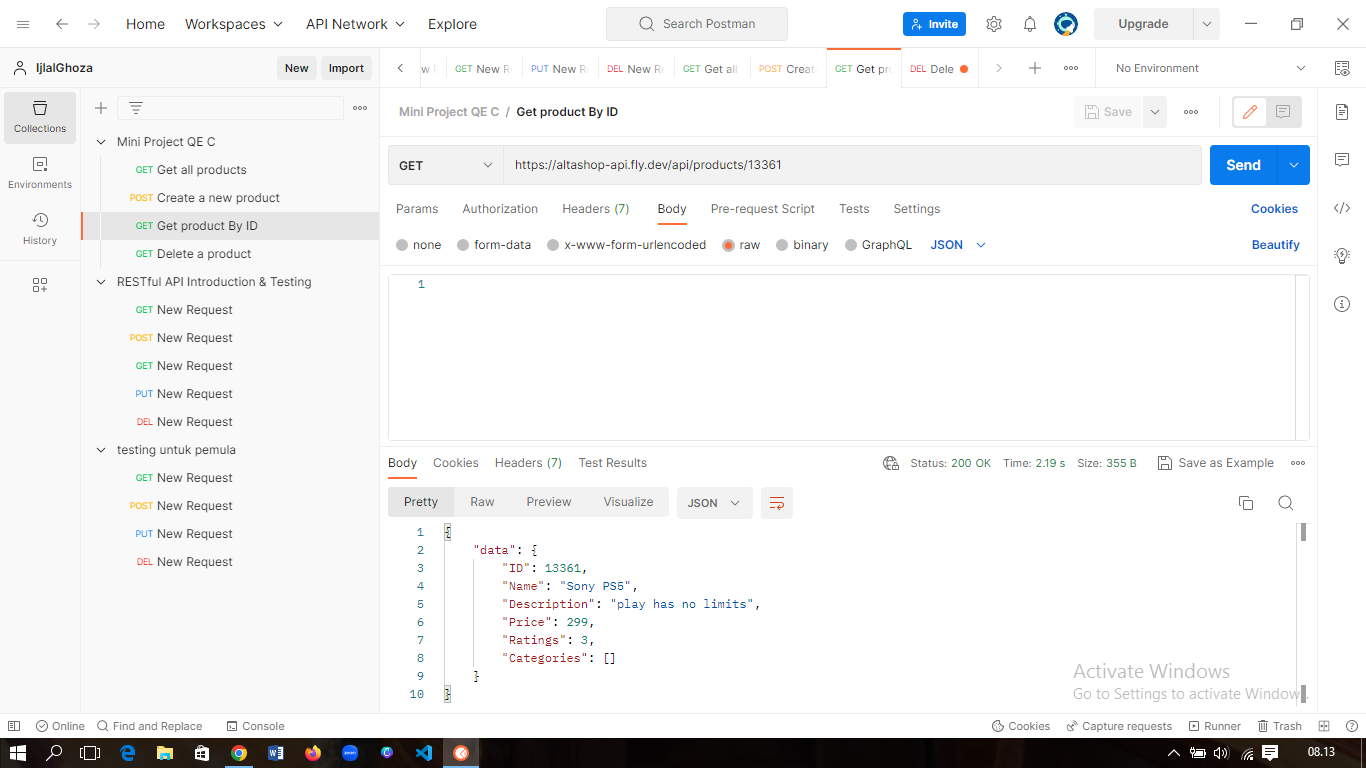 Home Workspaces API Network Explore Search Postman Invite Upgrade
IjlalGhoza New Import
GET New R PUT New R DEL New R GET Get all POST Creat GET Get pr DEL Dele No Environment
Mini Project QE C / Get product By ID Save
Collections
Environments
History
Mini Project QE C
GET Get all products
POST Create a new product
GET Get product By ID
GET Delete a product
RESTful API Introduction & Testing
GET New Request
POST New Request
GET New Request
PUT New Request
DEL New Request
testing untuk pemula
GET New Request
POST New Request
PUT New Request
DEL New Request
GET https://altashop-api.fly.dev/api/products/13361 Send
Params Authorization Headers (7) Body Pre-request Script Tests Settings Cookies
none form-data x-www-form-urlencoded raw binary GraphQL JSON Beautify
1
Body Cookies Headers (7) Test Results Status: 200 OK Time: 2.19 s Size: 355 B Save as Example
Pretty Raw Preview Visualize JSON
1 {
2 "data": {
3 "ID": 13361,
4 "Name": "Sony PS5",
5 "Description": "play has no limits",
6 "Price": 299,
7 "Ratings": 3,
8 "Categories": []
9 }
10 }
Activate Windows
Go to Settings to activate Windows.
Online Find and Replace Console Cookies Capture requests Runner Trash
zoom 08.13